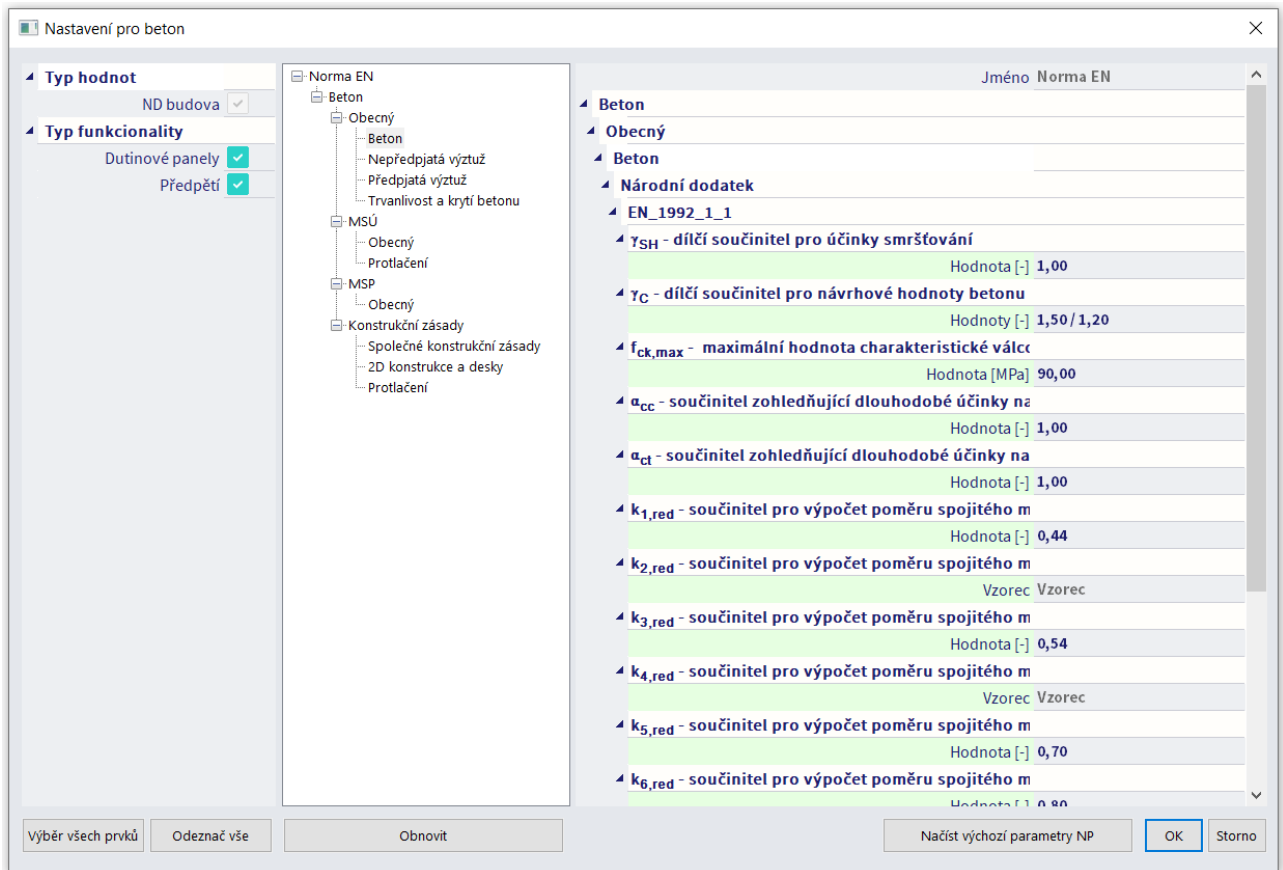 Nastavení pro beton
Typ hodnot
ND budova
Typ funkcionality
Dutinové panely
Předpětí
Norma EN
Beton
Obecný
Beton
Nepředpjatá výztuž
Předpjatá výztuž
Trvanlivost a krytí betonu
MSÚ
Obecný
Protlačení
MSP
Obecný
Konstrukční zásady
Společné konstrukční zásady
2D konstrukce a desky
Protlačení
Jméno Norma EN
Beton
Obecný
Beton
Národní dodatek
EN_1992_1_1
γSH - dílčí součinitel pro účinky smršťování
Hodnota [-] 1,00
γC - dílčí součinitel pro návrhové hodnoty betonu
Hodnoty [-] 1,50 / 1,20
fck,max - maximální hodnota charakteristické válco
Hodnota [MPa] 90,00
αcc - součinitel zohledňující dlouhodobé účinky na
Hodnota [-] 1,00
αct - součinitel zohledňující dlouhodobé účinky na
Hodnota [-] 1,00
k1,red - součinitel pro výpočet poměru spojitého m
Hodnota [-] 0,44
k2,red - součinitel pro výpočet poměru spojitého m
Vzorec Vzorec
k3,red - součinitel pro výpočet poměru spojitého m
Hodnota [-] 0,54
k4,red - součinitel pro výpočet poměru spojitého m
Vzorec Vzorec
k5,red - součinitel pro výpočet poměru spojitého m
Hodnota [-] 0,70
k6,red - součinitel pro výpočet poměru spojitého m
Hodnota [-] 0,80
Výběr všech prvků Odeznač vše Obnovit Načíst výchozí parametry NP OK Storno